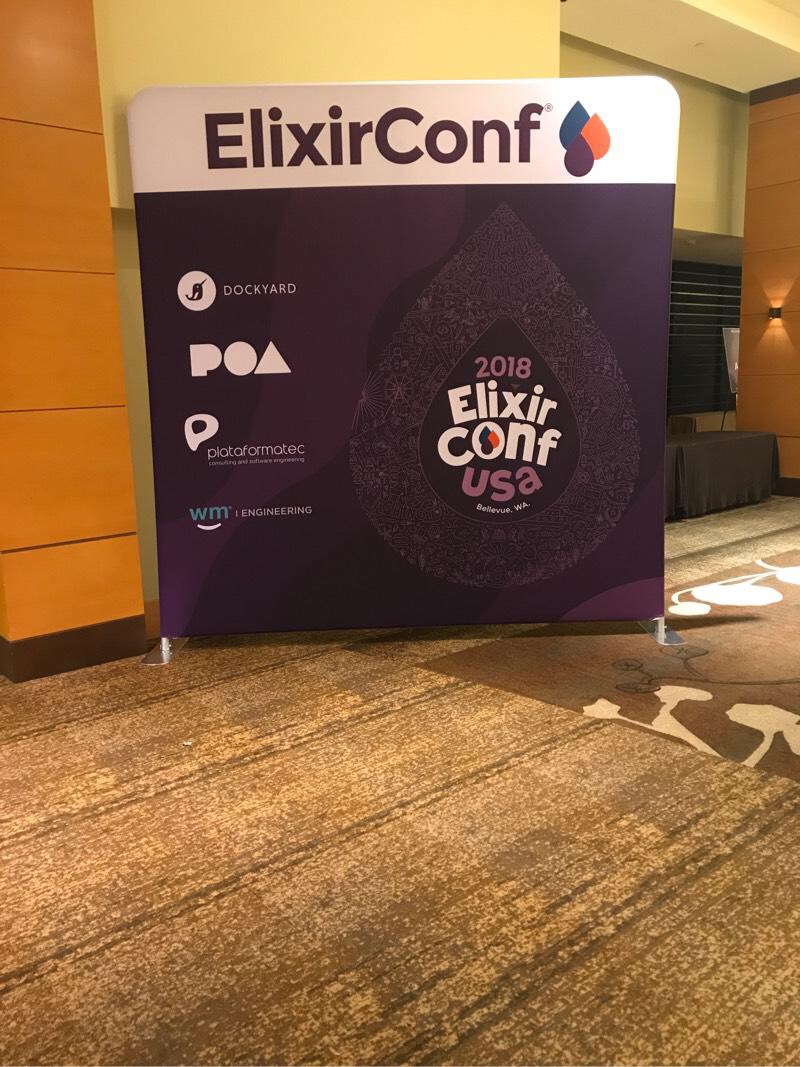 ElixirConf®
DOCKYARD
POA
plataformatec
consulting and software engineering
wm® | ENGINEERING
2018
Elixir
conf
usa
Bellevue, WA.